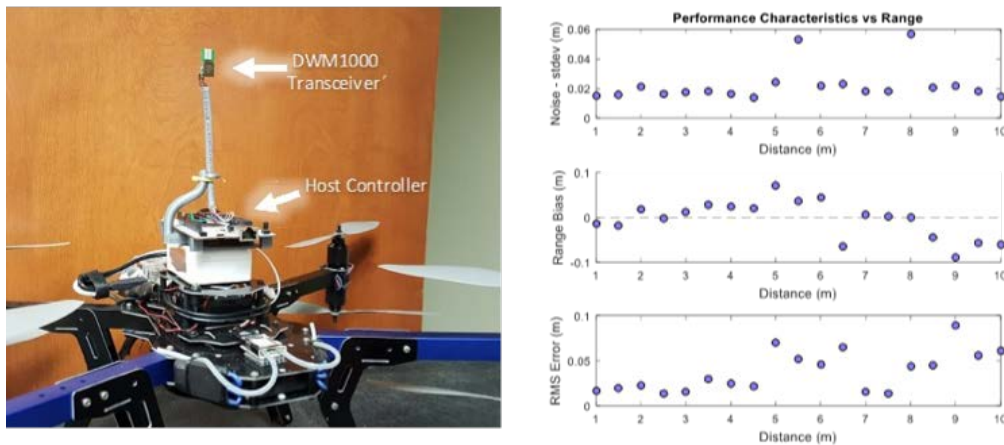 DWM1000
Transceiver´
Host Controller
Performance Characteristics vs Range
Noise - stdev (m)
0.06
0.04
0.02
0
1 2 3 4 5 6 7 8 9 10
Distance (m)
Range Bias (m)
0.1
0
-0.1
1 2 3 4 5 6 7 8 9 10
Distance (m)
RMS Error (m)
0.1
0.05
0
1 2 3 4 5 6 7 8 9 10
Distance (m)